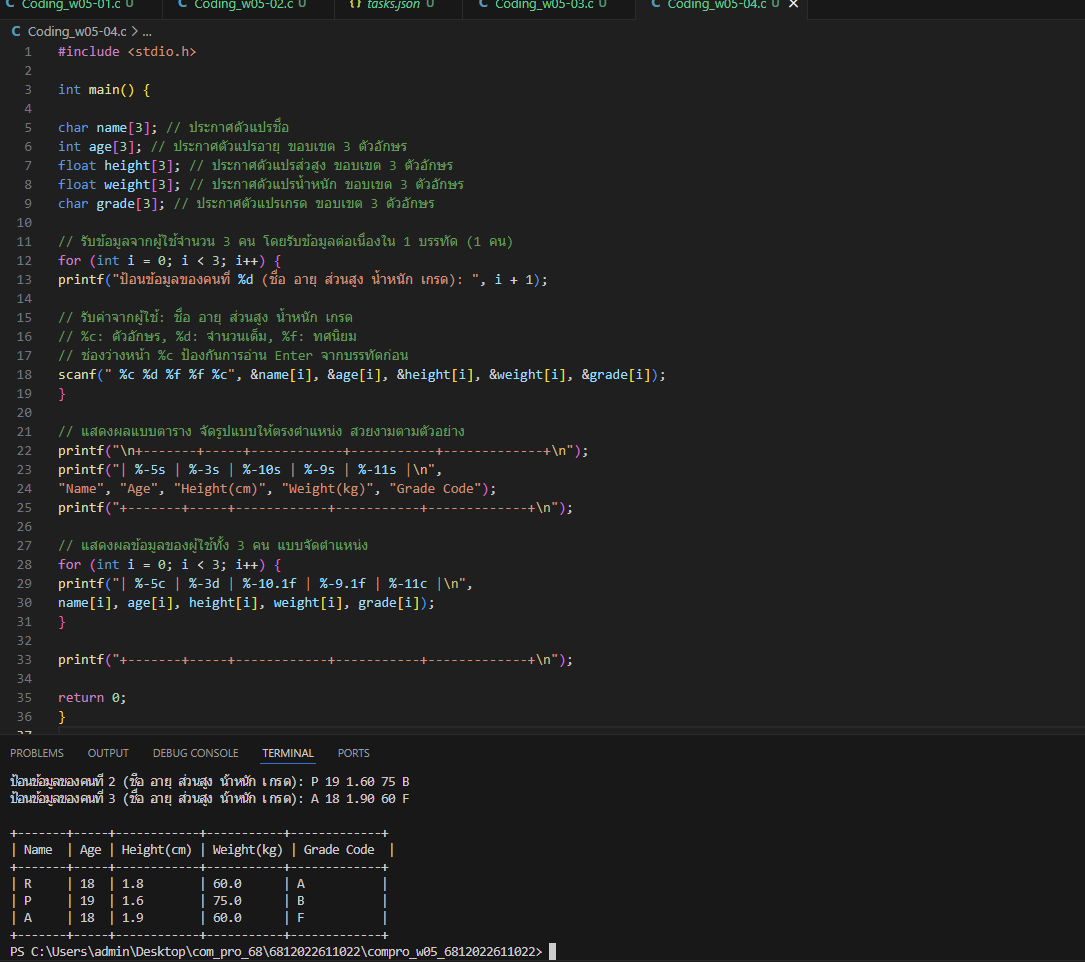 Coding_w05-01.c U Coding_w05-02.c U {} tasks.json U Coding_w05-03.c U Coding_w05-04.c U ✕
C Coding_w05-04.c > ...
1 #include <stdio.h>
2
3 int main() {
4
5 char name[3]; // ประกาศตัวแปรชื่อ
6 int age[3]; // ประกาศตัวแปรอายุ ขอบเขต 3 ตัวอักษร
7 float height[3]; // ประกาศตัวแปรส่วสูง ขอบเขต 3 ตัวอักษร
8 float weight[3]; // ประกาศตัวแปรน้ำหนัก ขอบเขต 3 ตัวอักษร
9 char grade[3]; // ประกาศตัวแปรเกรด ขอบเขต 3 ตัวอักษร
10
11 // รับข้อมูลจากผู้ใช้จำนวน 3 คน โดยรับข้อมูลต่อเนื่องใน 1 บรรทัด (1 คน)
12 for (int i = 0; i < 3; i++) {
13 printf("ป้อนข้อมูลของคนที่ %d (ชื่อ อายุ ส่วนสูง น้ำหนัก เกรด): ", i + 1);
14
15 // รับค่าจากผู้ใช้: ชื่อ อายุ ส่วนสูง น้ำหนัก เกรด
16 // %c: ตัวอักษร, %d: จำนวนเต็ม, %f: ทศนิยม
17 // ช่องว่างหน้า %c ป้องกันการอ่าน Enter จากบรรทัดก่อน
18 scanf(" %c %d %f %f %c", &name[i], &age[i], &height[i], &weight[i], &grade[i]);
19 }
20
21 // แสดงผลแบบตาราง จัดรูปแบบให้ตรงตำแหน่ง สวยงามตามตัวอย่าง
22 printf("\n+-------+-----+------------+-----------+-------------+\n");
23 printf("| %-5s | %-3s | %-10s | %-9s | %-11s |\n",
24 "Name", "Age", "Height(cm)", "Weight(kg)", "Grade Code");
25 printf("+-------+-----+------------+-----------+-------------+\n");
26
27 // แสดงผลข้อมูลของผู้ใช้ทั้ง 3 คน แบบจัดตำแหน่ง
28 for (int i = 0; i < 3; i++) {
29 printf("| %-5c | %-3d | %-10.1f | %-9.1f | %-11c |\n",
30 name[i], age[i], height[i], weight[i], grade[i]);
31 }
32
33 printf("+-------+-----+------------+-----------+-------------+\n");
34
35 return 0;
36 }
37
PROBLEMS OUTPUT DEBUG CONSOLE TERMINAL PORTS
ป้อนข้อมูลของคนที่ 2 (ชื่อ อายุ ส่วนสูง น้ำหนัก เกรด): P 19 1.60 75 B
ป้อนข้อมูลของคนที่ 3 (ชื่อ อายุ ส่วนสูง น้ำหนัก เกรด): A 18 1.90 60 F
+-------+-----+------------+-----------+-------------+
| Name | Age | Height(cm) | Weight(kg) | Grade Code |
+-------+-----+------------+-----------+-------------+
| R | 18 | 1.8 | 60.0 | A |
| P | 19 | 1.6 | 75.0 | B |
| A | 18 | 1.9 | 60.0 | F |
+-------+-----+------------+-----------+-------------+
PS C:\Users\admin\Desktop\com_pro_68\6812022611022\compro_w05_6812022611022>